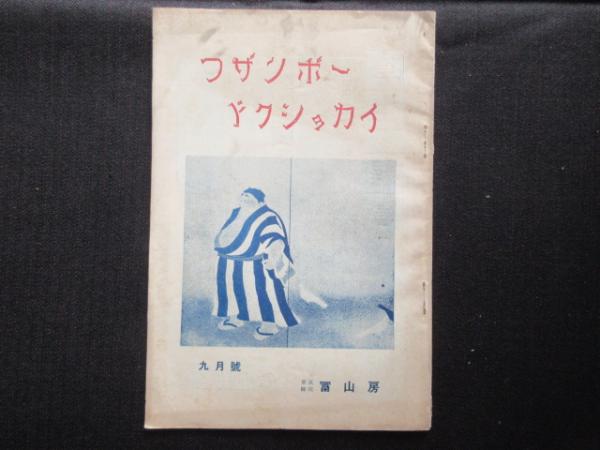 フザンボー
ドクショカイ
九月號
冨山房